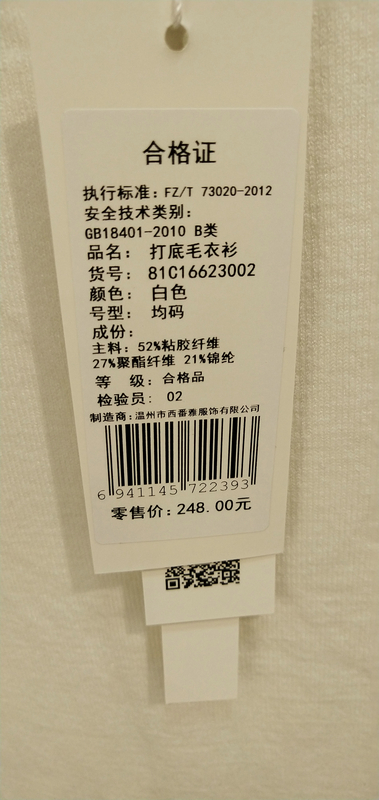 合格证
执行标准：FZ/T 73020-2012
安全技术类别：
GB18401-2010 B类
品名： 打底毛衣衫
货号： 81C16623002
颜色： 白色
号型： 均码
成份：
主料：52%粘胶纤维
27%聚酯纤维 21%锦纶
等 级：合格品
检验员： 02
制造商：温州市西番雅服饰有限公司
6 941145 722393
零售价：248.00元